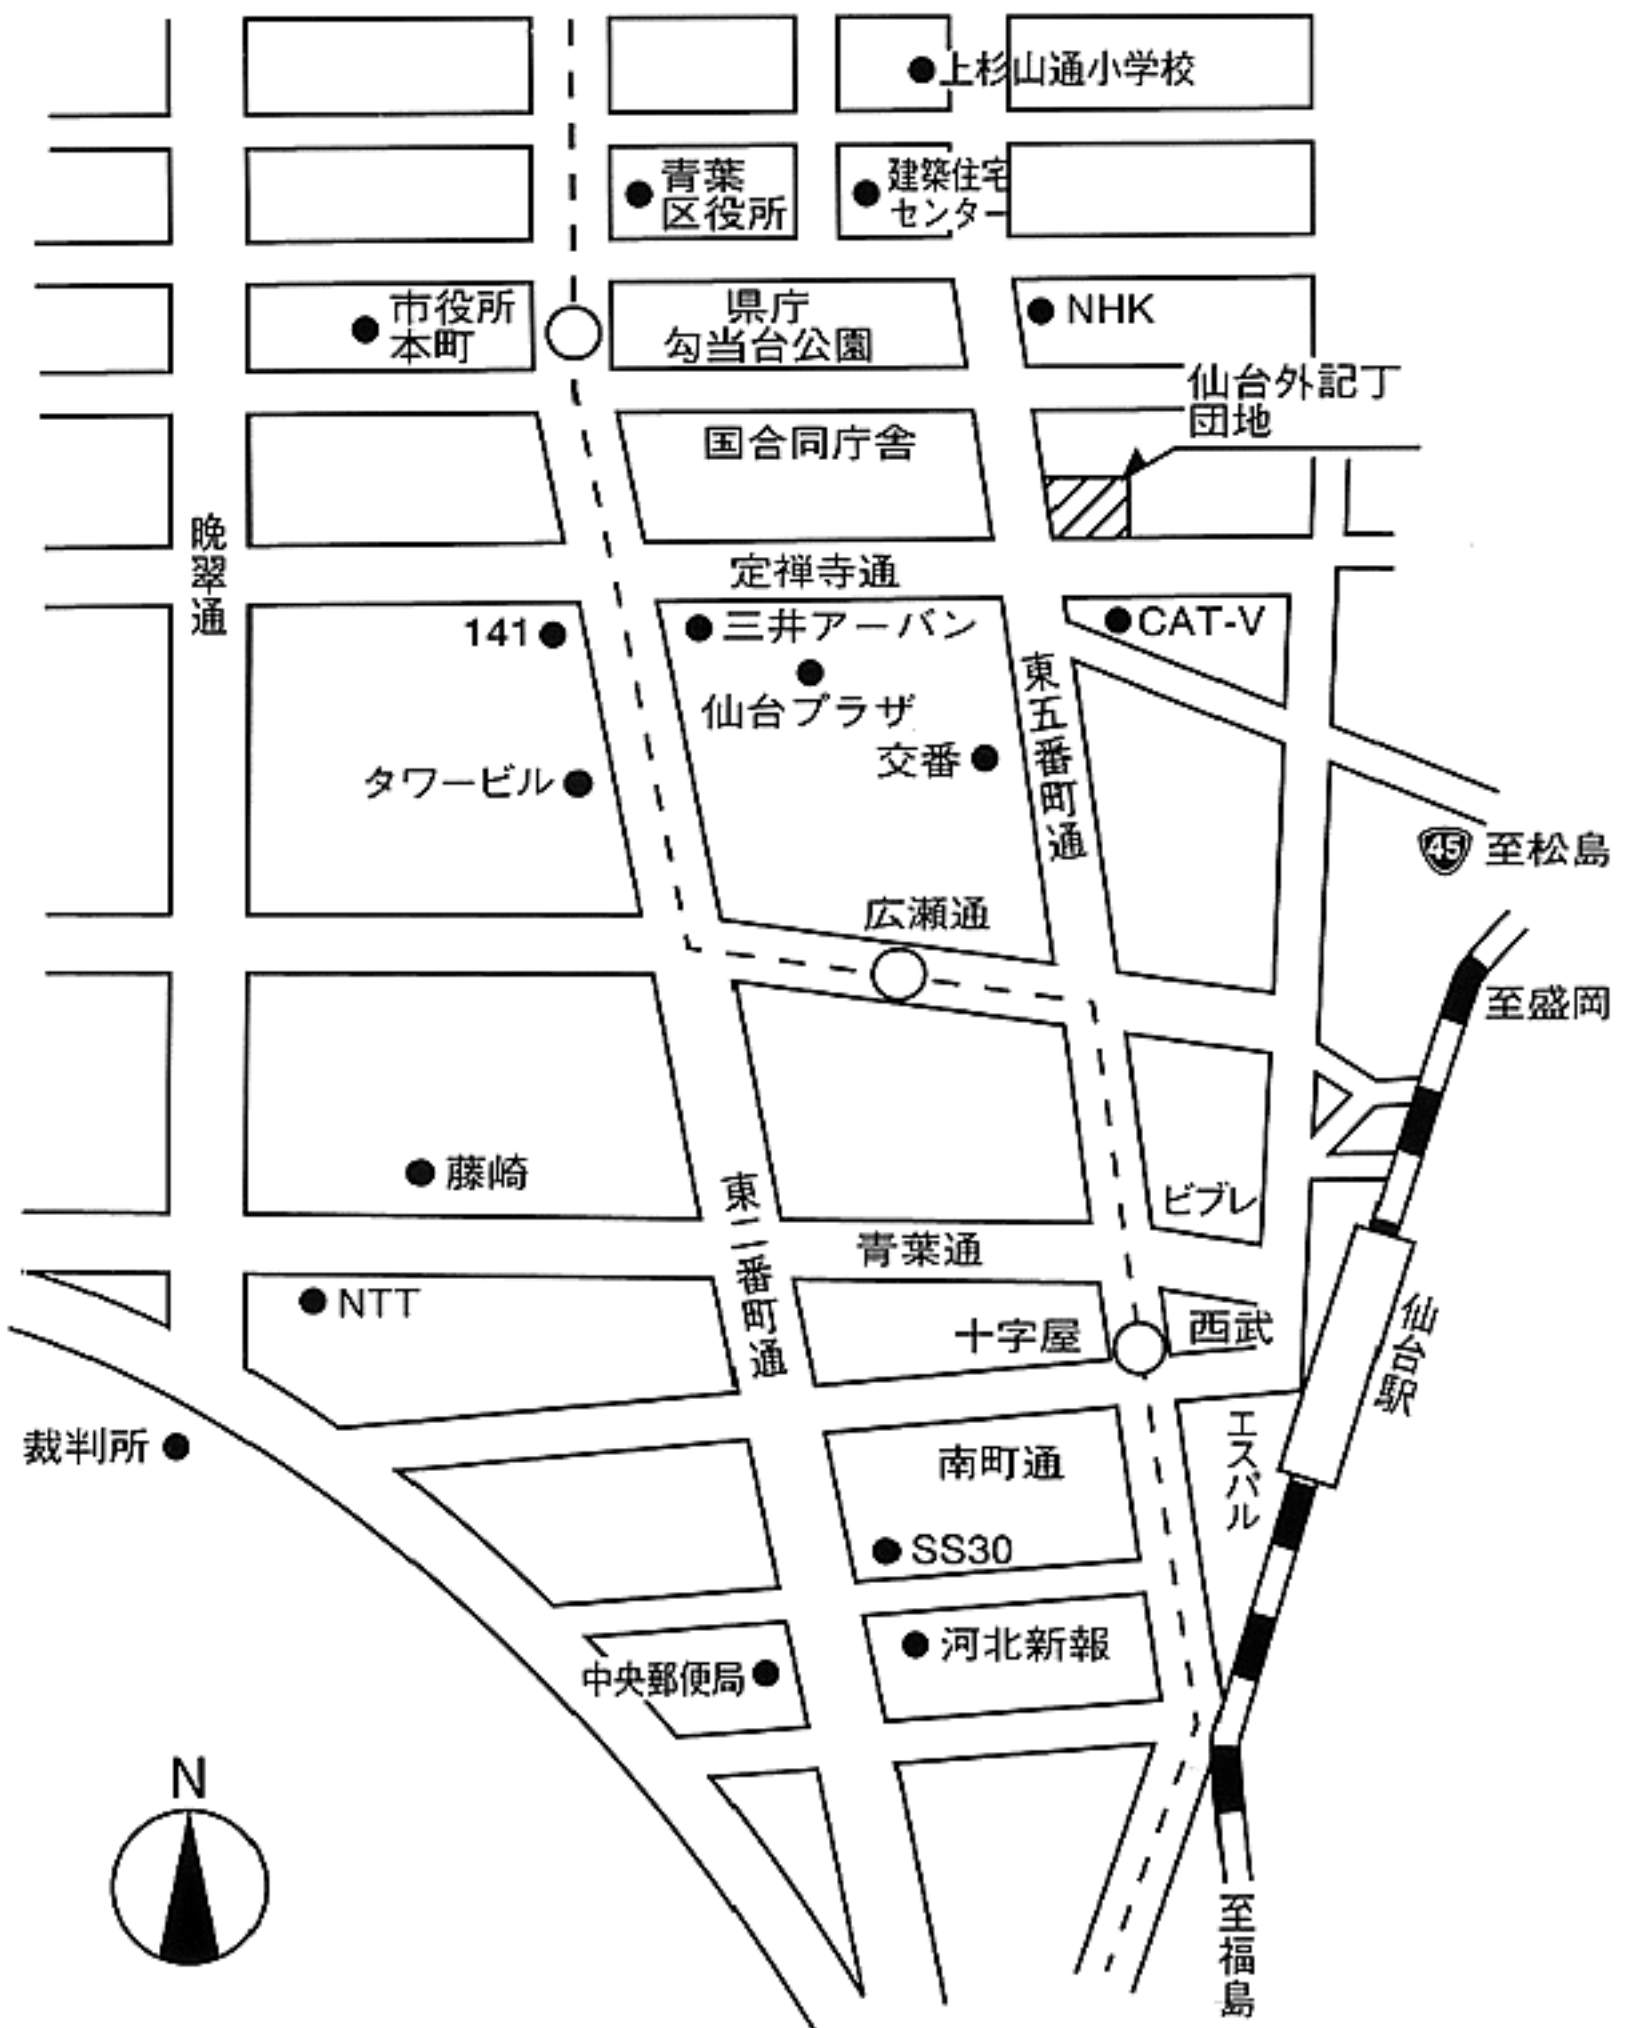 上杉山通小学校
青葉
区役所
建築住宅
センター
市役所
本町
県庁
勾当台公園
NHK
仙台外記丁
団地
国合同庁舎
晩翠通
定禅寺通
141
三井アーバン
CAT-V
仙台プラザ
東五番町通
交番
タワービル
45
至松島
広瀬通
至盛岡
藤崎
東二番町通
ビブレ
青葉通
NTT
十字屋
西武
仙台駅
裁判所
南町通
エスパル
SS30
河北新報
中央郵便局
N
至福島